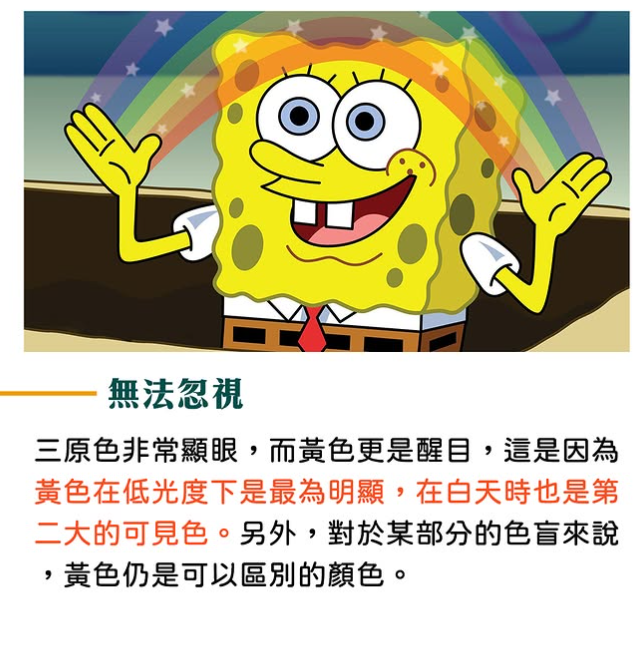 無法忽視
三原色非常顯眼，而黃色更是醒目，這是因為
黃色在低光度下是最為明顯，在白天時也是第
二大的可見色。另外，對於某部分的色盲來說
，黃色仍是可以區別的顏色。